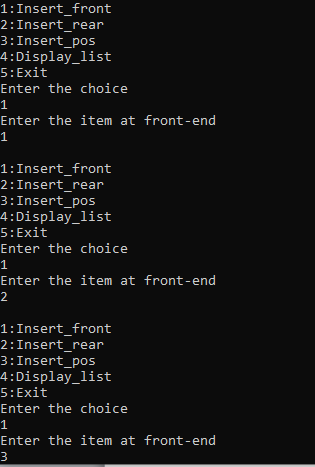 1:Insert_front
2:Insert_rear
3:Insert_pos
4:Display_list
5:Exit
Enter the choice
1
Enter the item at front-end
1
1:Insert_front
2:Insert_rear
3:Insert_pos
4:Display_list
5:Exit
Enter the choice
1
Enter the item at front-end
2
1:Insert_front
2:Insert_rear
3:Insert_pos
4:Display_list
5:Exit
Enter the choice
1
Enter the item at front-end
3